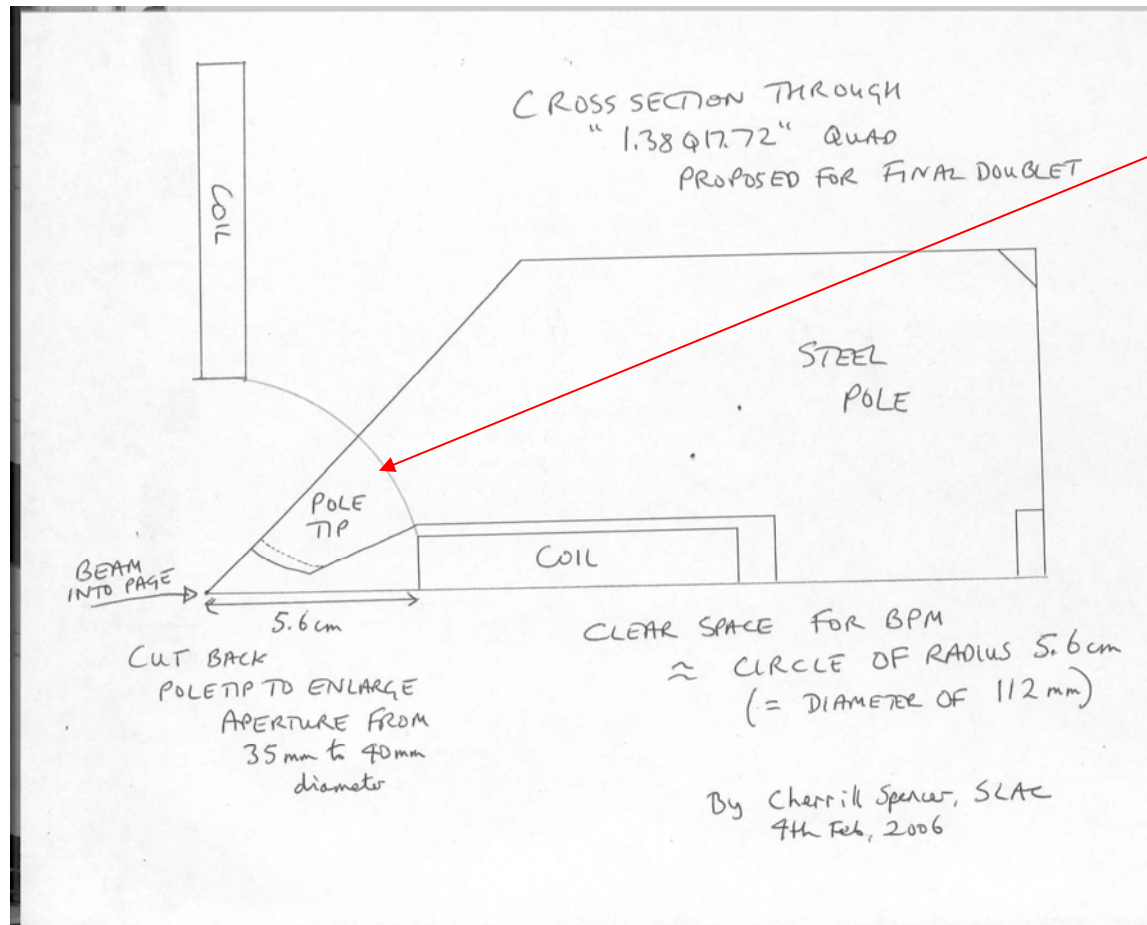 CROSS SECTION THROUGH
"1.38Q17.72" QUAD
PROPOSED FOR FINAL DOUBLET
COIL
STEEL
POLE
POLE
TIP
COIL
BEAM
INTO PAGE
5.6 cm
CUT BACK
POLETIP TO ENLARGE
APERTURE FROM
35 mm to 40 mm
diameter
CLEAR SPACE FOR BPM
≈ CIRCLE OF RADIUS 5.6 cm
(= DIAMETER OF 112 mm)
By Cherrill Spencer, SLAC
4th Feb, 2006